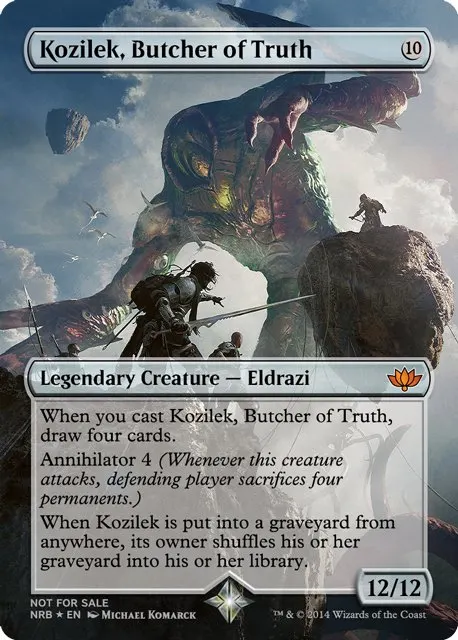 Kozilek, Butcher of Truth 10
Legendary Creature — Eldrazi
When you cast Kozilek, Butcher of Truth,
draw four cards.
Annihilator 4 (Whenever this creature
attacks, defending player sacrifices four
permanents.)
When Kozilek is put into a graveyard from
anywhere, its owner shuffles his or her
graveyard into his or her library.
12/12
NOT FOR SALE
NRB ★ EN Michael Komarck ™ & © 2014 Wizards of the Coast